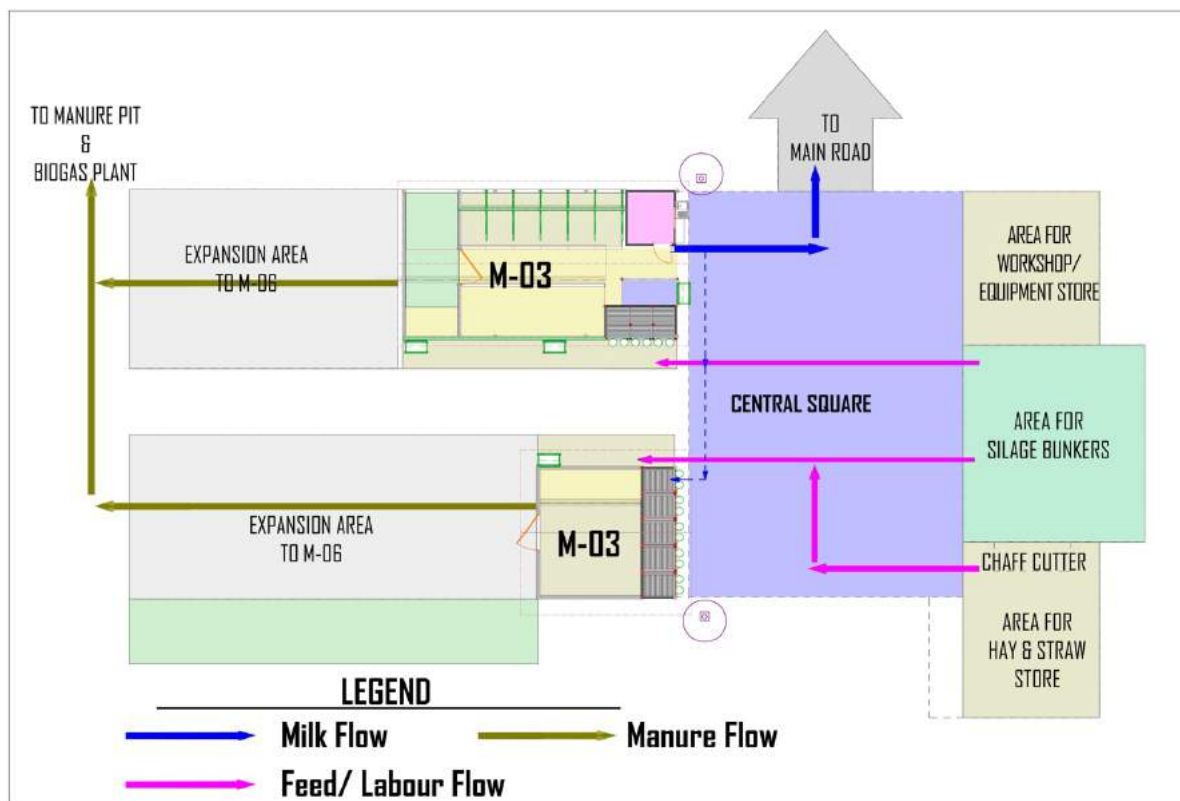 TO MANURE PIT
&
BIOGAS PLANT
TO
MAIN ROAD
EXPANSION AREA
TO M-06
M-03
AREA FOR
WORKSHOP/
EQUIPMENT STORE
CENTRAL SQUARE
AREA FOR
SILAGE BUNKERS
EXPANSION AREA
TO M-06
M-03
CHAFF CUTTER
AREA FOR
HAY & STRAW
STORE
LEGEND
Milk Flow
Manure Flow
Feed/ Labour Flow